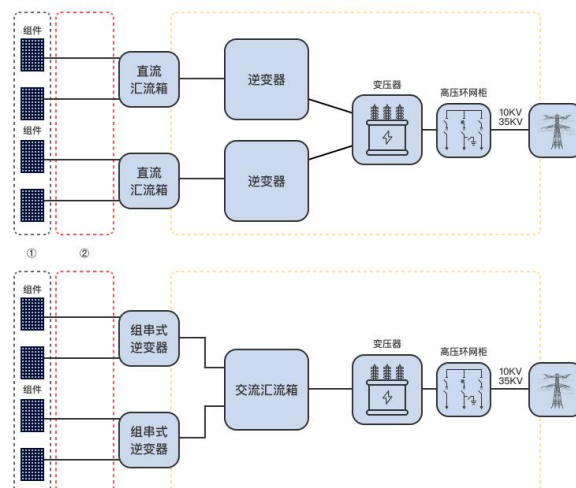 组件
直流
汇流箱
逆变器
变压器
高压环网柜
10KV
35KV
组件
直流
汇流箱
逆变器
① ②
组件
组串式
逆变器
变压器
高压环网柜
交流汇流箱
10KV
35KV
组件
组串式
逆变器